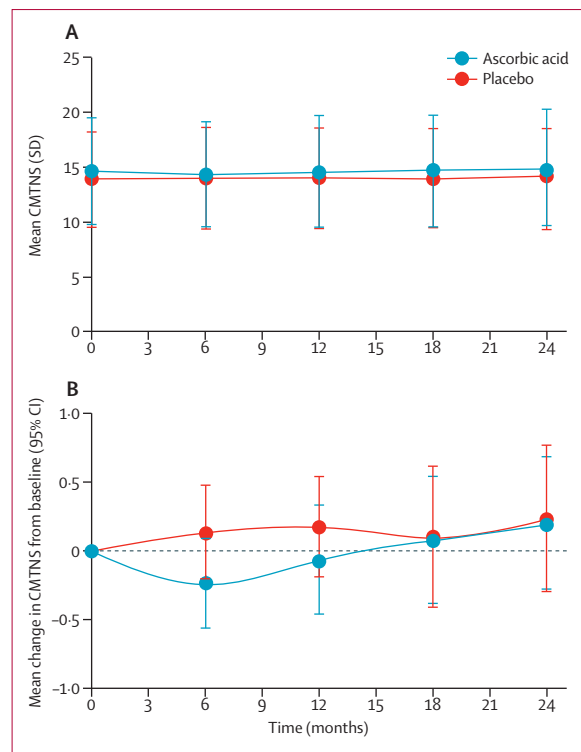 A
25
20
15
10
5
0
Mean CMTNS (SD)
Ascorbic acid
Placebo
0 3 6 9 12 15 18 21 24
B
1·0
0·5
0
–0·5
–1·0
Mean change in CMTNS from baseline (95% CI)
0 3 6 9 12 15 18 21 24
Time (months)